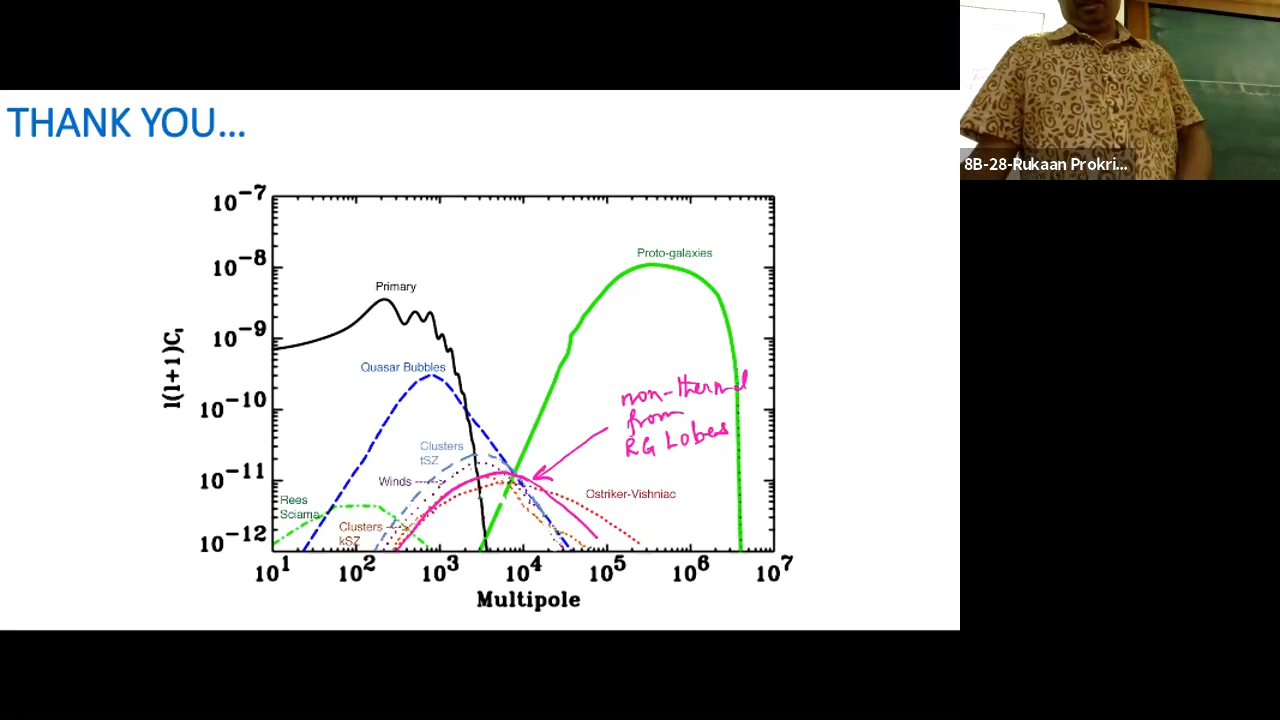 THANK YOU...
8B-28-Rukaan Prokri...
10^-7
10^-8
10^-9
10^-10
10^-11
10^-12
l(l+1)C_l
Primary
Proto-galaxies
Quasar Bubbles
non-thermal
from
RG Lobes
Clusters
tSZ
Winds
Ostriker-Vishniac
Rees
Sciama
Clusters
kSZ
10^1 10^2 10^3 10^4 10^5 10^6 10^7
Multipole